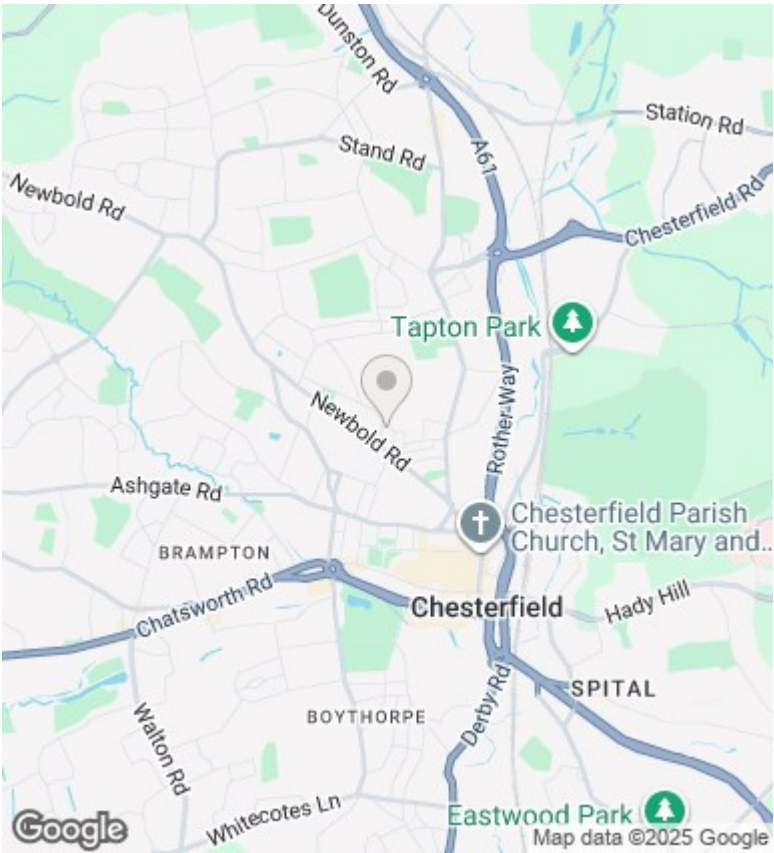 Dunston Rd
Station Rd
Stand Rd
A61
Newbold Rd
Chesterfield Rd
Tapton Park
Rother Way
Newbold Rd
Ashgate Rd
Chesterfield Parish
Church, St Mary and...
BRAMPTON
Chatsworth Rd
Chesterfield
Hady Hill
SPITAL
Derby Rd
BOYTHORPE
Walton Rd
Whitecotes Ln
Eastwood Park
Google
Map data ©2025 Google